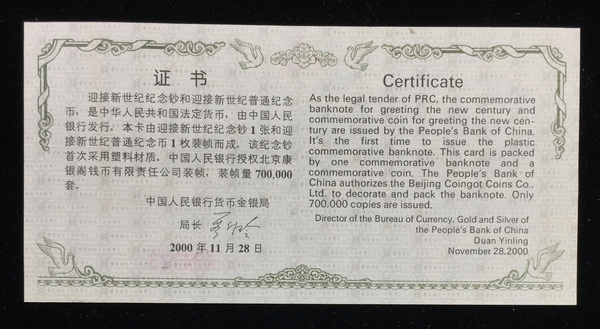 证书
迎接新世纪纪念钞和迎接新世纪普通纪念
币，是中华人民共和国法定货币，由中国人民
银行发行。本卡由迎接新世纪纪念钞1张和迎
接新世纪普通纪念币1枚装帧而成。该纪念钞
首次采用塑料材质，中国人民银行授权北京康
银阁钱币有限责任公司装帧，装帧量700,000
套。
中国人民银行货币金银局
局长
2000年11月28日
Certificate
As the legal tender of PRC, the commemorative
banknote for greeting the new century and
commemorative coin for greeting the new cen-
tury are issued by the People's Bank of China.
It's the first time to issue the plastic
commemorative banknote. This card is packed
by one commemorative banknote and a
commemorative coin. The People's Bank of
China authorizes the Beijing Coingot Coins Co.,
Ltd. to decorate and pack the banknote. Only
700.000 copies are issued.
Director of the Bureau of Currency, Gold and Silver of
the People's Bank of China
Duan Yinling
November 28.2000